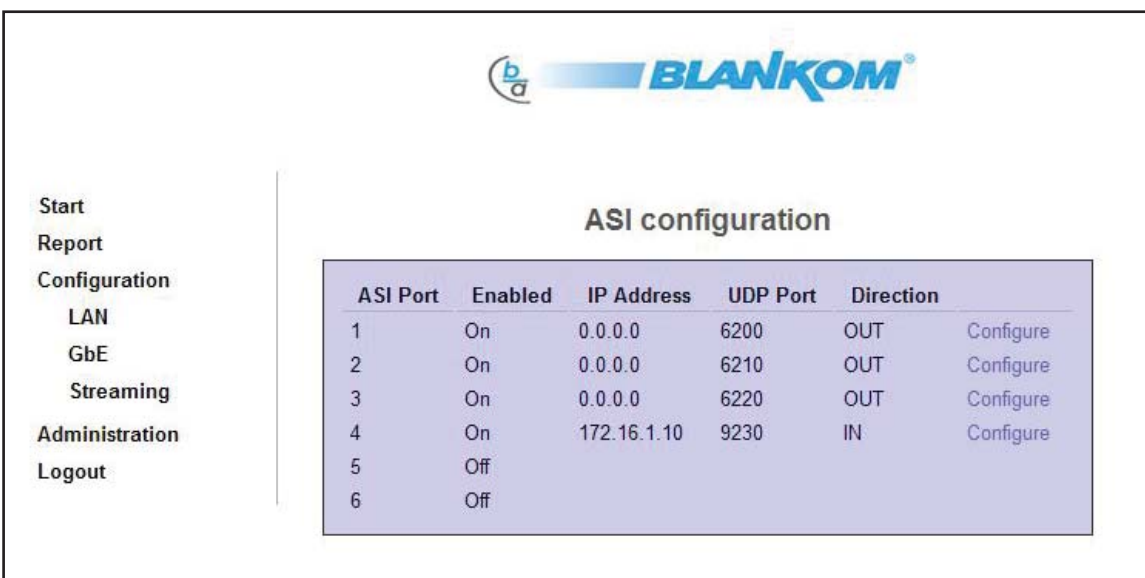 b
a
BLANKOM®
Start
Report
Configuration
LAN
GbE
Streaming
Administration
Logout
ASI configuration
ASI Port Enabled IP Address UDP Port Direction
1 On 0.0.0.0 6200 OUT Configure
2 On 0.0.0.0 6210 OUT Configure
3 On 0.0.0.0 6220 OUT Configure
4 On 172.16.1.10 9230 IN Configure
5 Off
6 Off